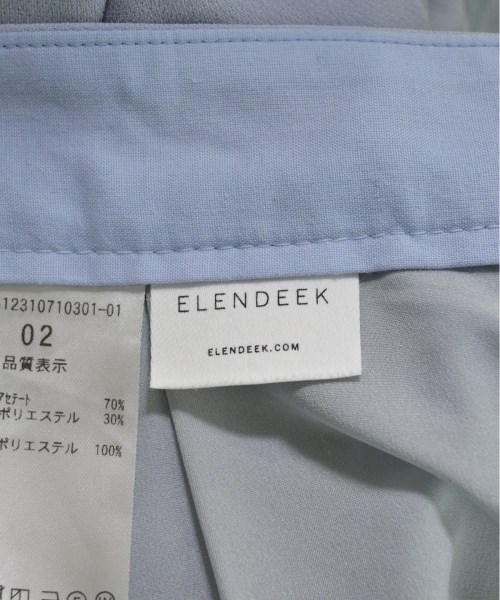 512310710301-01
02
品質表示
アセテート 70%
ポリエステル 30%
ポリエステル 100%
ELENDEEK
ELENDEEK.COM